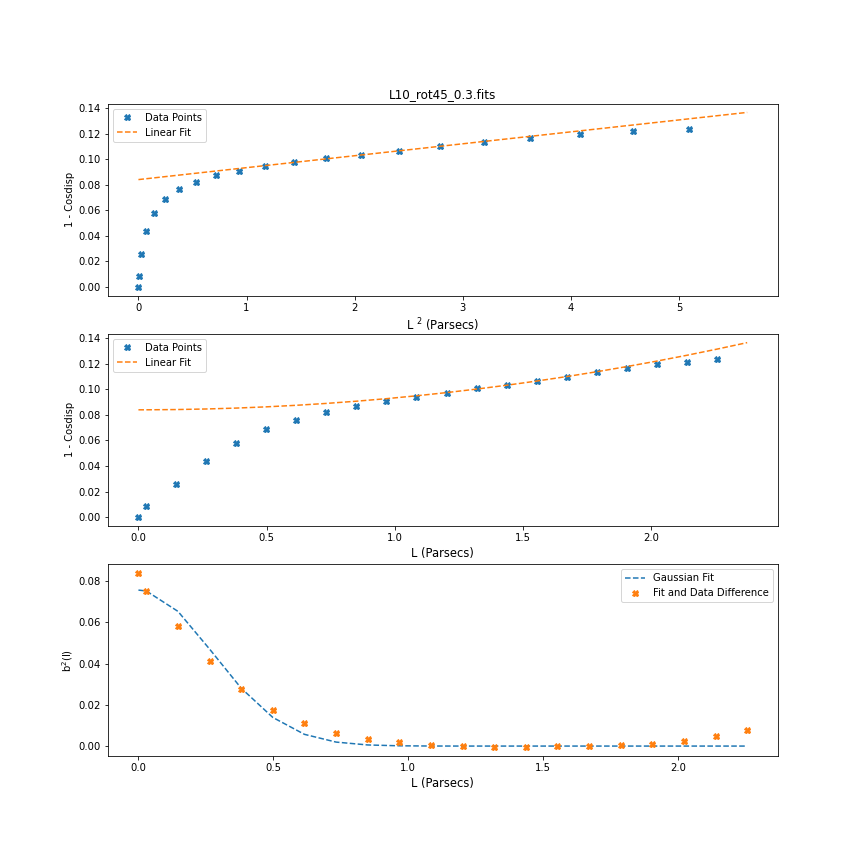 L10_rot45_0.3.fits
0.14
0.12
0.10
0.08
0.06
0.04
0.02
0.00
1 - Cosdisp
Data Points
Linear Fit
0 1 2 3 4 5
L ² (Parsecs)
0.14
0.12
0.10
0.08
0.06
0.04
0.02
0.00
1 - Cosdisp
Data Points
Linear Fit
0.0 0.5 1.0 1.5 2.0
L (Parsecs)
0.08
0.06
0.04
0.02
0.00
b²(l)
Gaussian Fit
Fit and Data Difference
0.0 0.5 1.0 1.5 2.0
L (Parsecs)